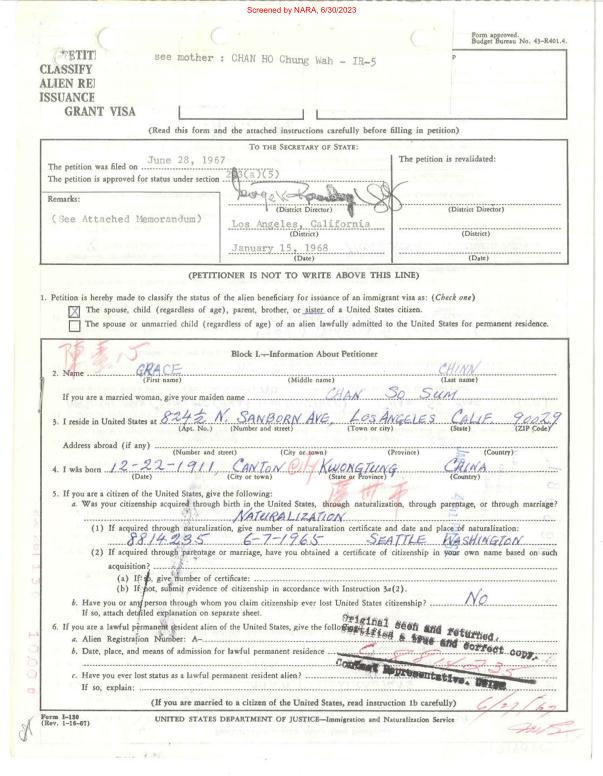 Screened by NARA, 6/30/2023
Form approved.
Budget Bureau No. 43-R401.4.
PETIT
CLASSIFY
ALIEN RE
ISSUANCE
GRANT VISA
see mother : CHAN HO Chung Wah - IR-5
(Read this form and the attached instructions carefully before filling in petition)
TO THE SECRETARY OF STATE:
The petition was filed on June 28, 1967
The petition is approved for status under section 203(a)(5)
The petition is revalidated:
Remarks:
(See Attached Memorandum)
(District Director)
(District Director)
Los Angeles, California
(District)
(District)
January 15, 1968
(Date)
(Date)
(PETITIONER IS NOT TO WRITE ABOVE THIS LINE)
1. Petition is hereby made to classify the status of the alien beneficiary for issuance of an immigrant visa as: (Check one)
X The spouse, child (regardless of age), parent, brother, or sister of a United States citizen.
The spouse or unmarried child (regardless of age) of an alien lawfully admitted to the United States for permanent residence.
Block I.—Information About Petitioner
2. Name GRACE CHINN
(First name) (Middle name) (Last name)
If you are a married woman, give your maiden name CHAN SO SUM
3. I reside in United States at 824½ N. SANBORN AVE, LOS ANGELES CALIF 90029
(Apt. No.) (Number and street) (Town or city) (State) (ZIP Code)
Address abroad (if any)
(Number and street) (City or town) (Province) (Country)
4. I was born 12-22-1911, CANTON City KWONGTUNG CHINA
(Date) (City or town) (State or Province) (Country)
5. If you are a citizen of the United States, give the following:
a. Was your citizenship acquired through birth in the United States, through naturalization, through parentage, or through marriage?
NATURALIZATION
(1) If acquired through naturalization, give number of naturalization certificate and date and place of naturalization:
8814235 6-7-1965 SEATTLE WASHINGTON
(2) If acquired through parentage or marriage, have you obtained a certificate of citizenship in your own name based on such
acquisition?
(a) If so, give number of certificate:
(b) If not, submit evidence of citizenship in accordance with Instruction 3a(2).
b. Have you or any person through whom you claim citizenship ever lost United States citizenship? NO
If so, attach detailed explanation on separate sheet.
6. If you are a lawful permanent resident alien of the United States, give the following:
Original seen and returned.
Certified a true and correct copy.
a. Alien Registration Number: A-
b. Date, place, and means of admission for lawful permanent residence
Contact Representative.
c. Have you ever lost status as a lawful permanent resident alien?
If so, explain:
(If you are married to a citizen of the United States, read instruction 1b carefully)
6/27/67
Form I-130
(Rev. 1-16-67)
UNITED STATES DEPARTMENT OF JUSTICE—Immigration and Naturalization Service